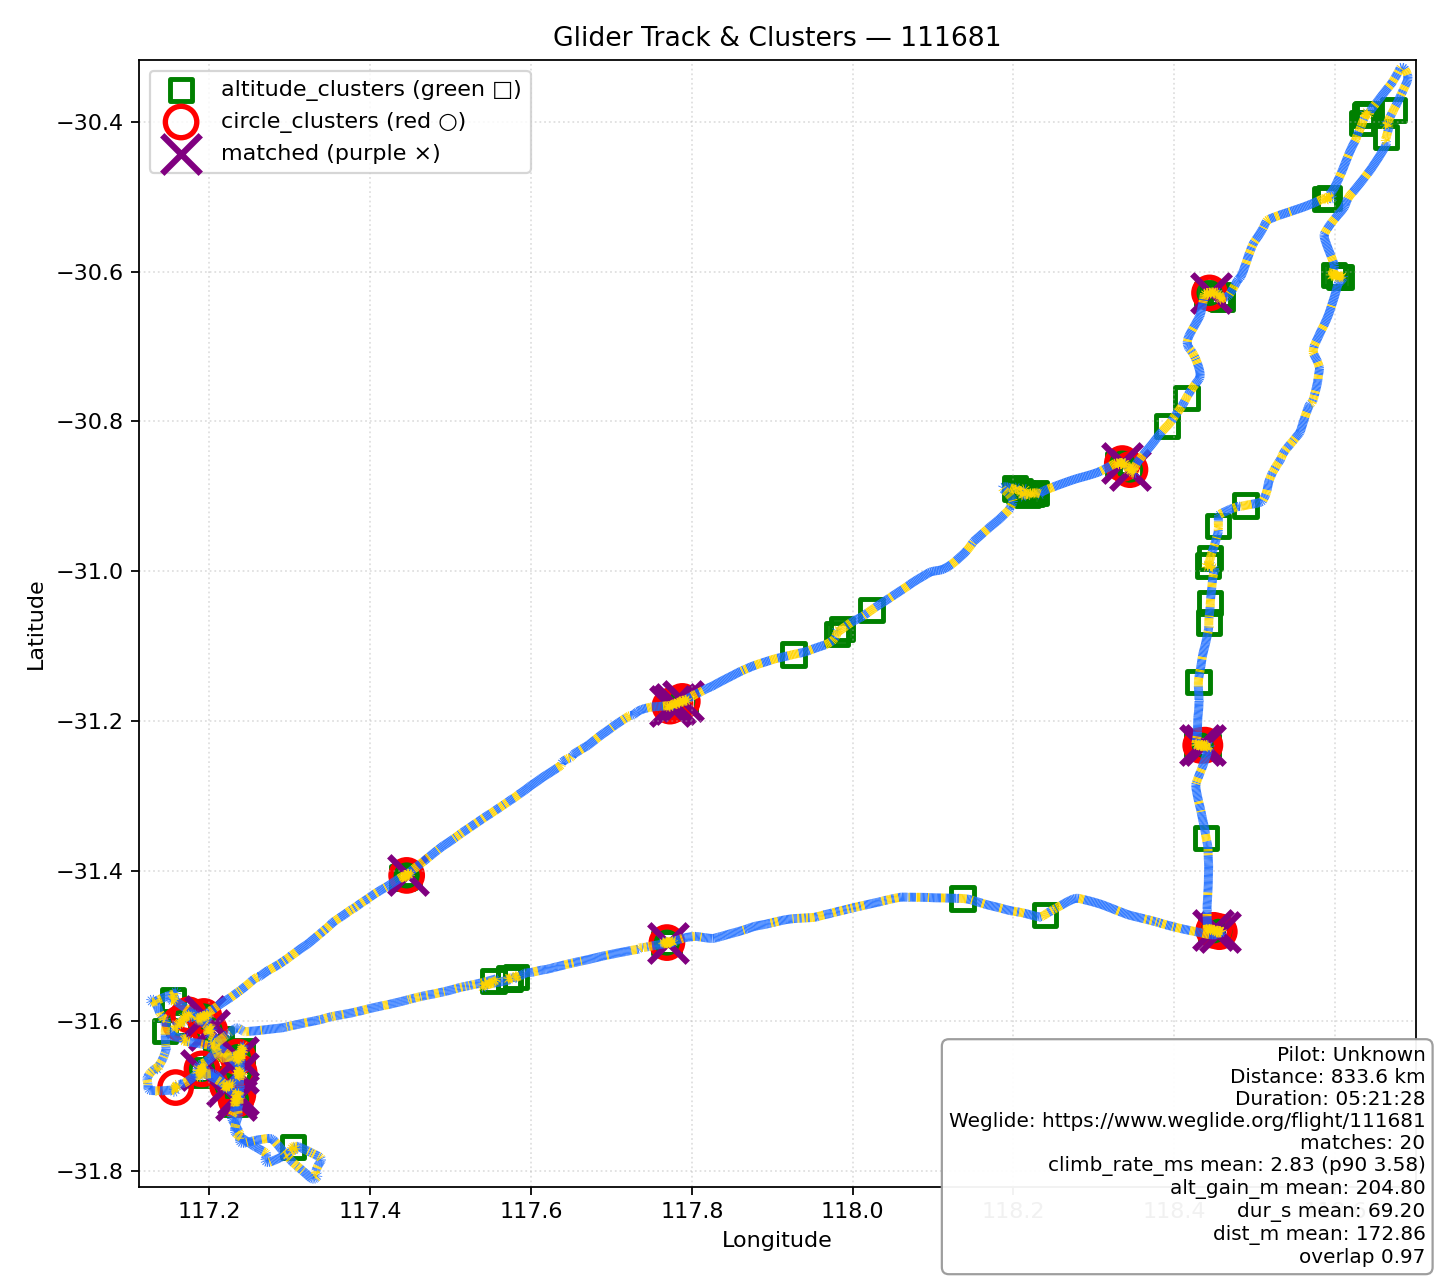 Glider Track & Clusters — 111681
altitude_clusters (green □)
circle_clusters (red ○)
matched (purple ×)
−30.4
−30.6
−30.8
−31.0
−31.2
−31.4
−31.6
−31.8
Latitude
117.2
117.4
117.6
117.8
118.0
118.2
118.4
Longitude
Pilot: Unknown
Distance: 833.6 km
Duration: 05:21:28
Weglide: https://www.weglide.org/flight/111681
matches: 20
climb_rate_ms mean: 2.83 (p90 3.58)
alt_gain_m mean: 204.80
dur_s mean: 69.20
dist_m mean: 172.86
overlap 0.97